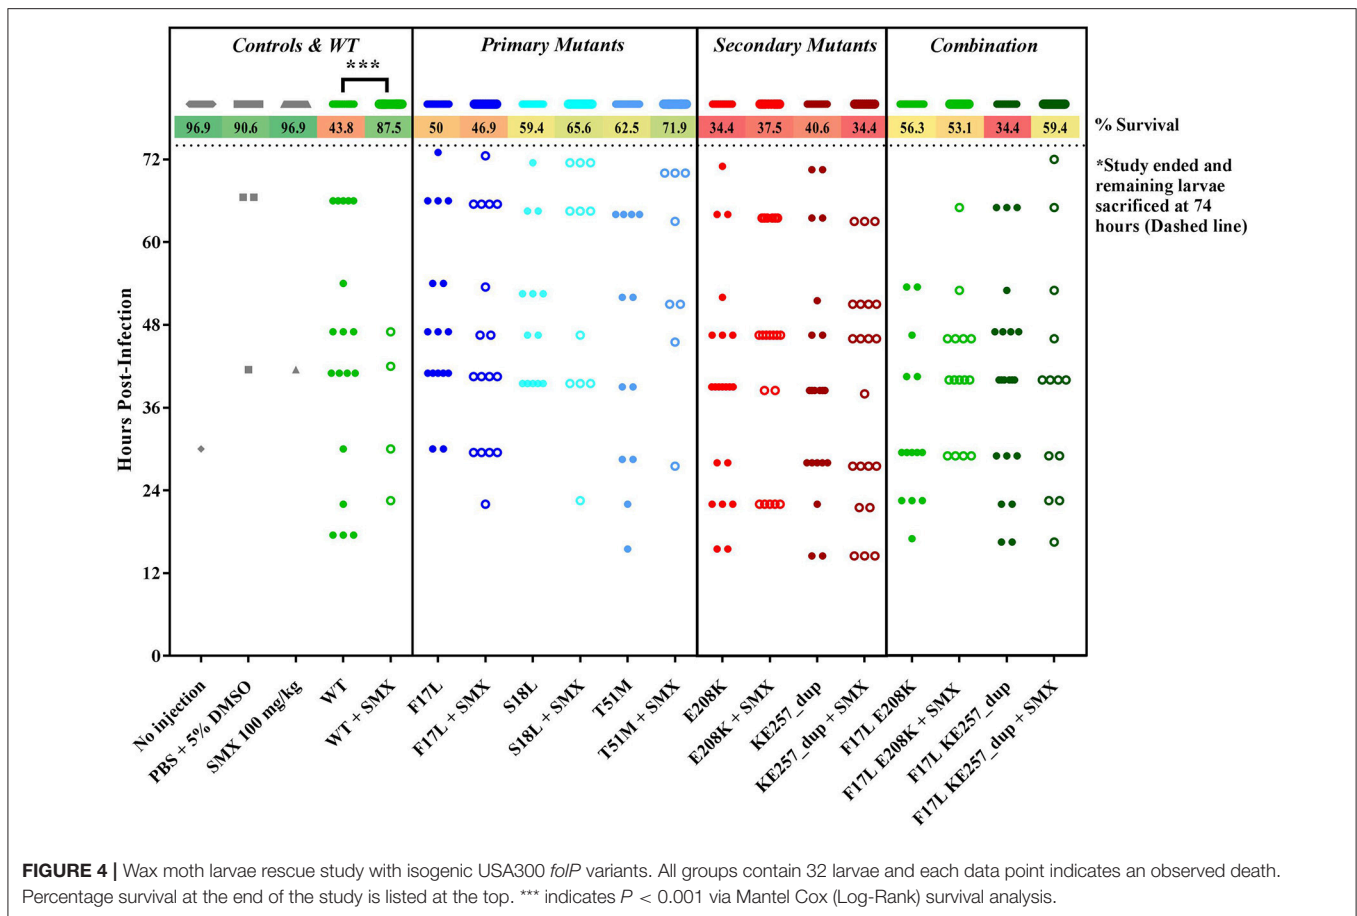 Controls & WT Primary Mutants Secondary Mutants Combination
***
96.9 90.6 96.9 43.8 87.5 50 46.9 59.4 65.6 62.5 71.9 34.4 37.5 40.6 34.4 56.3 53.1 34.4 59.4 % Survival
*Study ended and
remaining larvae
sacrificed at 74
hours (Dashed line)
Hours Post-Infection
72
60
48
36
24
12
0
No injection
PBS + 5% DMSO
SMX 100 mg/kg
WT
WT + SMX
F17L
F17L + SMX
S18L
S18L + SMX
T51M
T51M + SMX
E208K
E208K + SMX
KE257_dup
KE257_dup + SMX
F17L E208K
F17L E208K + SMX
F17L KE257_dup
F17L KE257_dup + SMX
FIGURE 4 | Wax moth larvae rescue study with isogenic USA300 folP variants. All groups contain 32 larvae and each data point indicates an observed death.
Percentage survival at the end of the study is listed at the top. *** indicates P < 0.001 via Mantel Cox (Log-Rank) survival analysis.